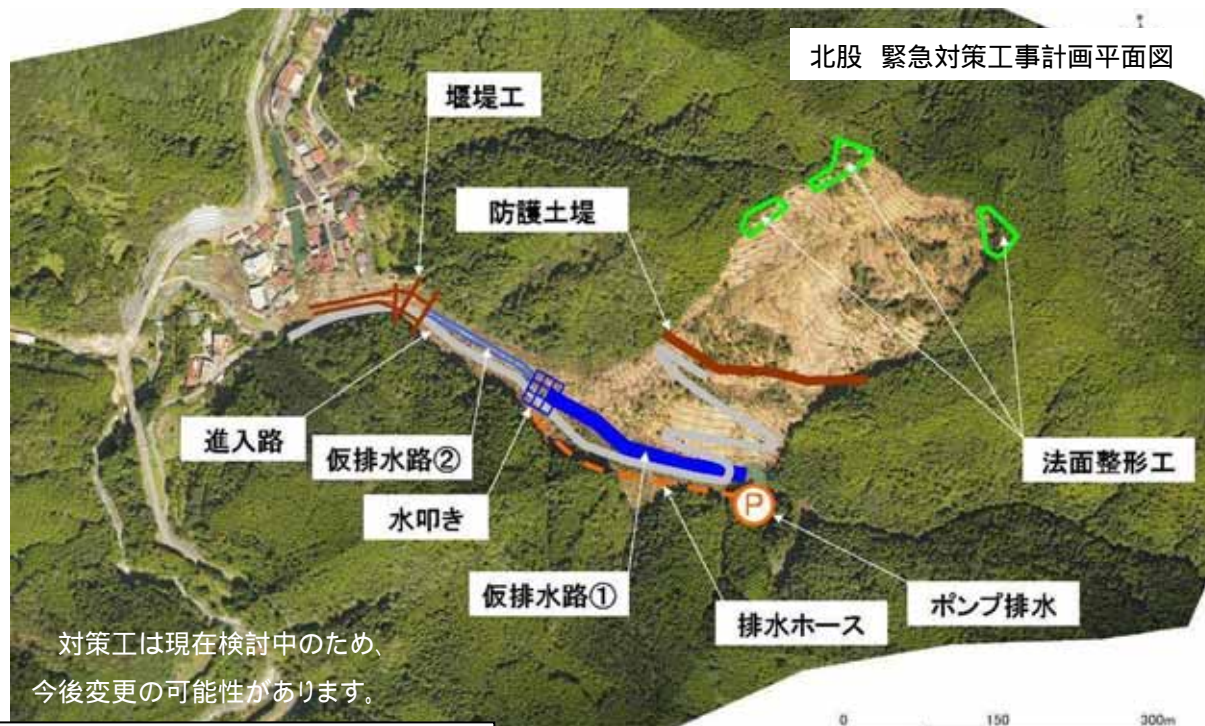 北股 緊急対策工事計画平面図
堰堤工
防護土堤
進入路
仮排水路②
水叩き
法面整形工
仮排水路①
P
排水ホース
ポンプ排水
対策工は現在検討中のため、
今後変更の可能性があります。
0 150 300m